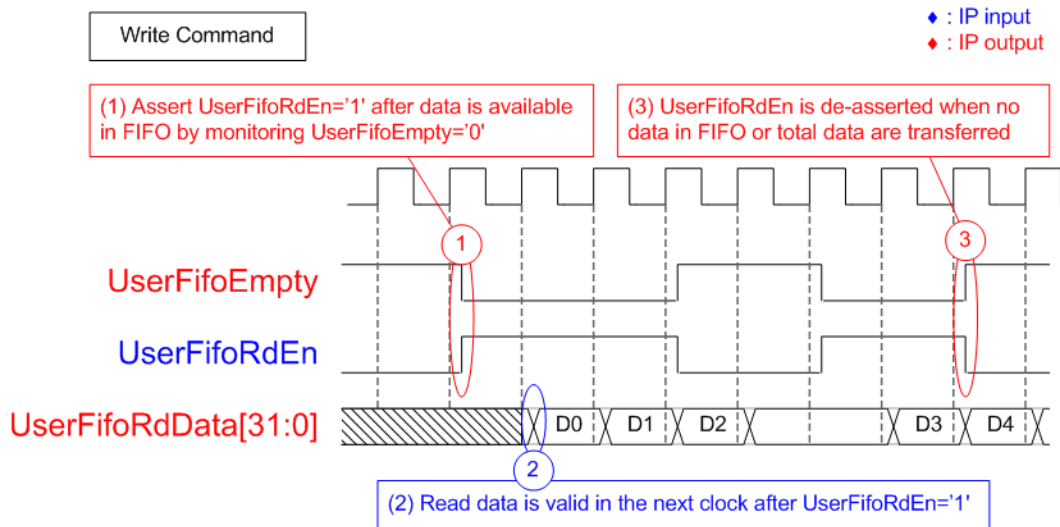 Write Command
♦ : IP input
♦ : IP output
(1) Assert UserFifoRdEn='1' after data is available
in FIFO by monitoring UserFifoEmpty='0'
(3) UserFifoRdEn is de-asserted when no
data in FIFO or total data are transferred
1
3
UserFifoEmpty
UserFifoRdEn
UserFifoRdData[31:0]
D0
D1
D2
D3
D4
2
(2) Read data is valid in the next clock after UserFifoRdEn='1'